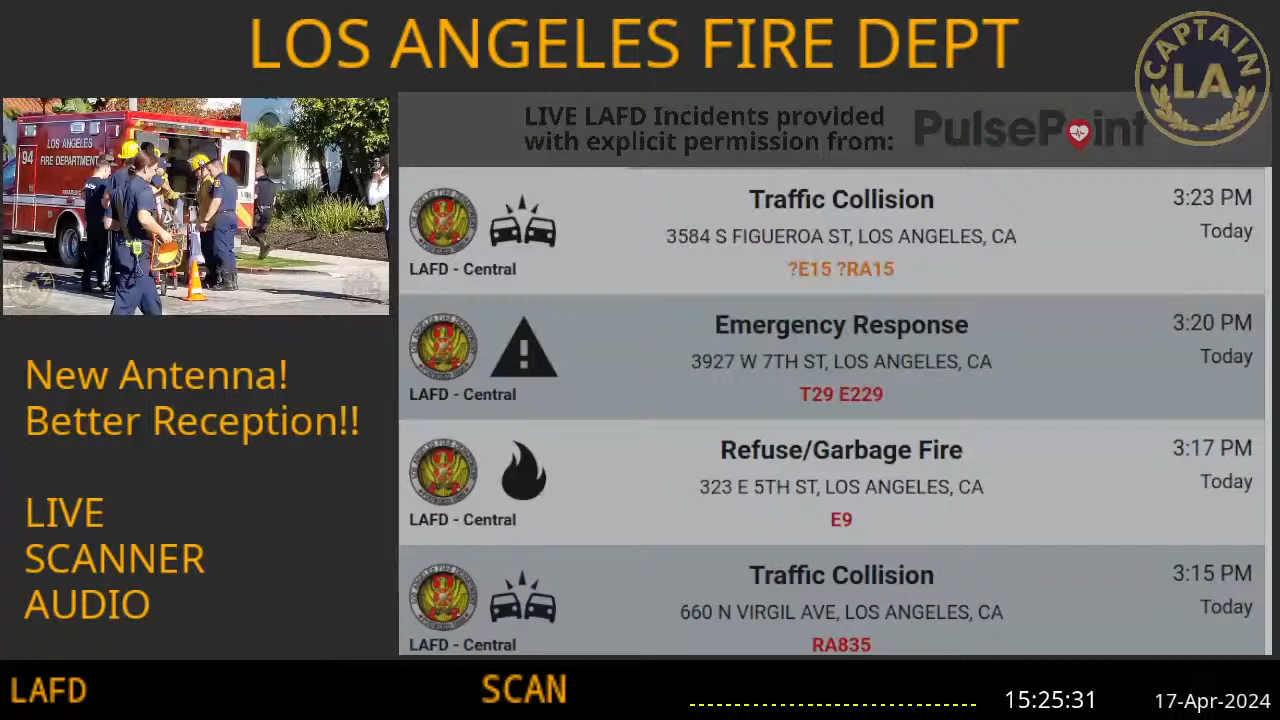 LOS ANGELES FIRE DEPT
CAPTAIN
LA
LIVE LAFD Incidents provided
with explicit permission from:
PulsePoint
94
LOS ANGELES
FIRE DEPARTMENT
Traffic Collision
3:23 PM
3584 S FIGUEROA ST, LOS ANGELES, CA
Today
LAFD - Central
?E15 ?RA15
Emergency Response
3:20 PM
3927 W 7TH ST, LOS ANGELES, CA
Today
LAFD - Central
T29 E229
Refuse/Garbage Fire
3:17 PM
323 E 5TH ST, LOS ANGELES, CA
Today
LAFD - Central
E9
Traffic Collision
3:15 PM
660 N VIRGIL AVE, LOS ANGELES, CA
Today
LAFD - Central
RA835
New Antenna!
Better Reception!!
LIVE
SCANNER
AUDIO
LAFD
SCAN
15:25:31
17-Apr-2024